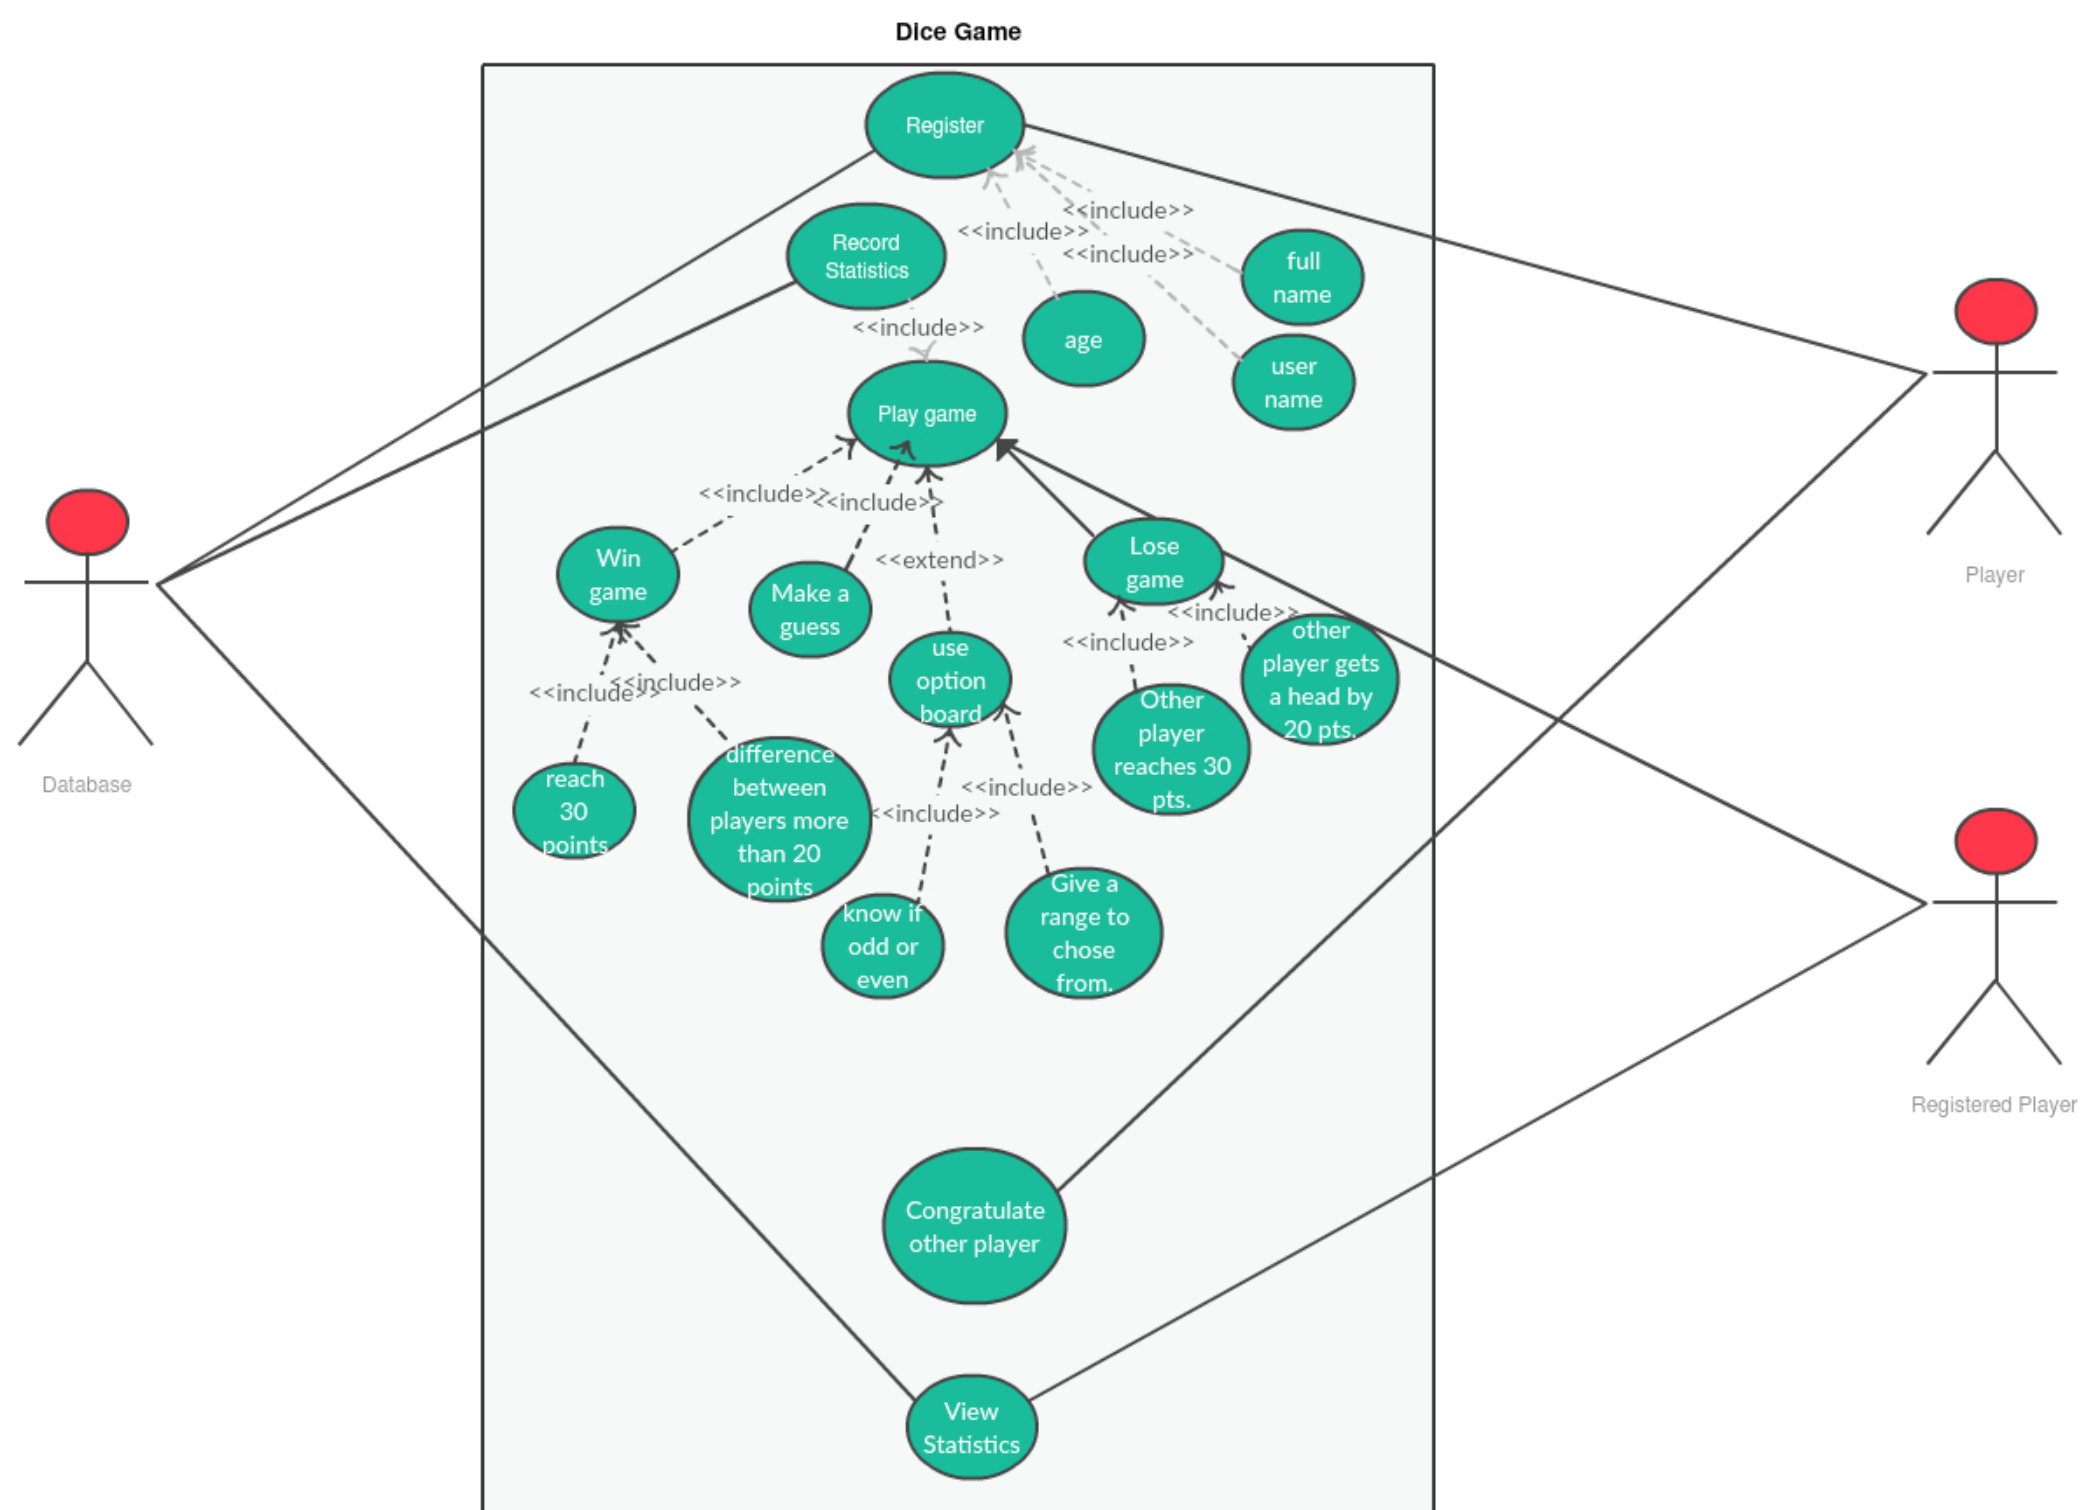 Dice Game
Register
<<include>>
<<include>>
<<include>>
Record
Statistics
full
name
<<include>>
age
user
name
Play game
<<include>>
<<include>>
<<extend>>
Win
game
Make a
guess
Lose
game
<<include>>
<<include>>
use
option
board
other
player gets
a head by
20 pts.
<<include>>
<<include>>
Other
player
reaches 30
pts.
reach
30
points
difference
between
players more
than 20
points
<<include>>
<<include>>
know if
odd or
even
Give a
range to
chose
from.
Congratulate
other player
View
Statistics
Database
Player
Registered Player